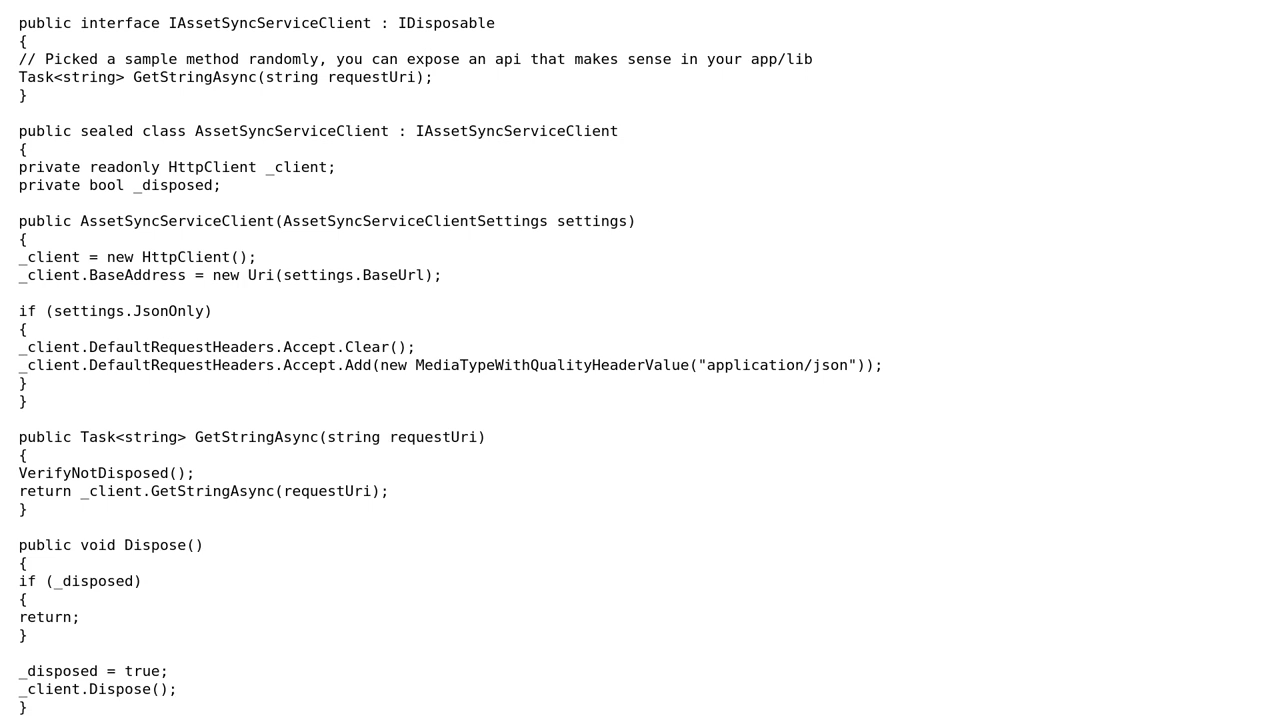 public interface IAssetSyncServiceClient : IDisposable
{
// Picked a sample method randomly, you can expose an api that makes sense in your app/lib
Task<string> GetStringAsync(string requestUri);
}

public sealed class AssetSyncServiceClient : IAssetSyncServiceClient
{
private readonly HttpClient _client;
private bool _disposed;

public AssetSyncServiceClient(AssetSyncServiceClientSettings settings)
{
_client = new HttpClient();
_client.BaseAddress = new Uri(settings.BaseUrl);

if (settings.JsonOnly)
{
_client.DefaultRequestHeaders.Accept.Clear();
_client.DefaultRequestHeaders.Accept.Add(new MediaTypeWithQualityHeaderValue("application/json"));
}
}

public Task<string> GetStringAsync(string requestUri)
{
VerifyNotDisposed();
return _client.GetStringAsync(requestUri);
}

public void Dispose()
{
if (_disposed)
{
return;
}

_disposed = true;
_client.Dispose();
}